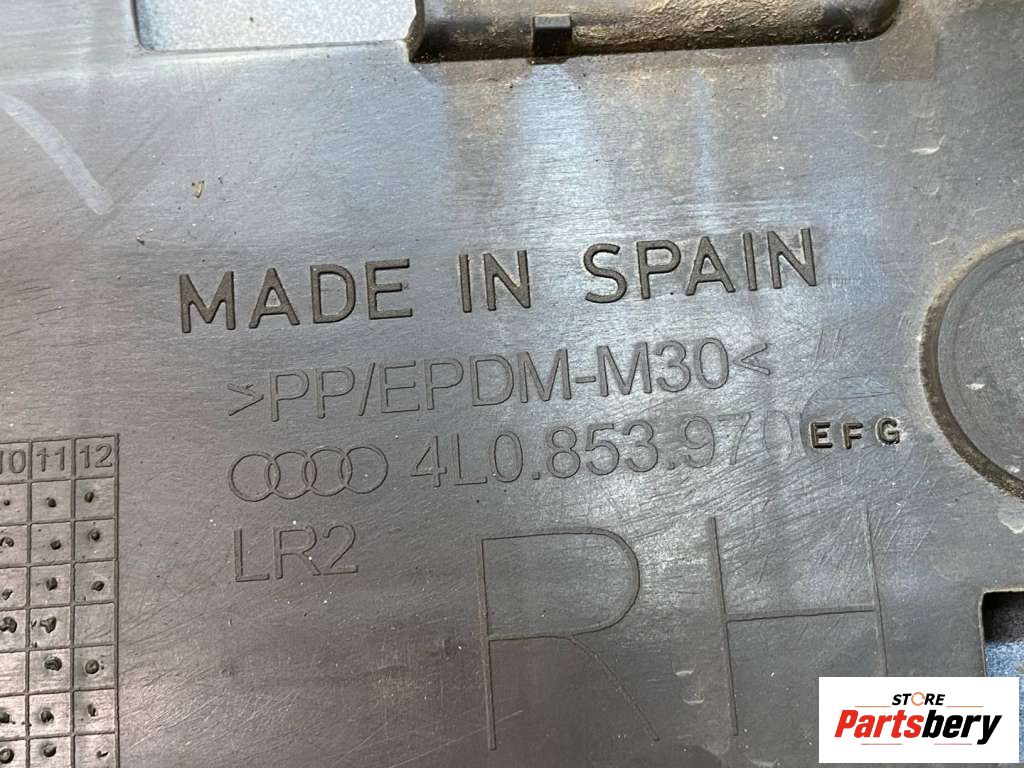 MADE IN SPAIN
>PP/EPDM-M30<
4L0.853.970 EFG
LR2
RH
10 11 12
STORE
Partsbery